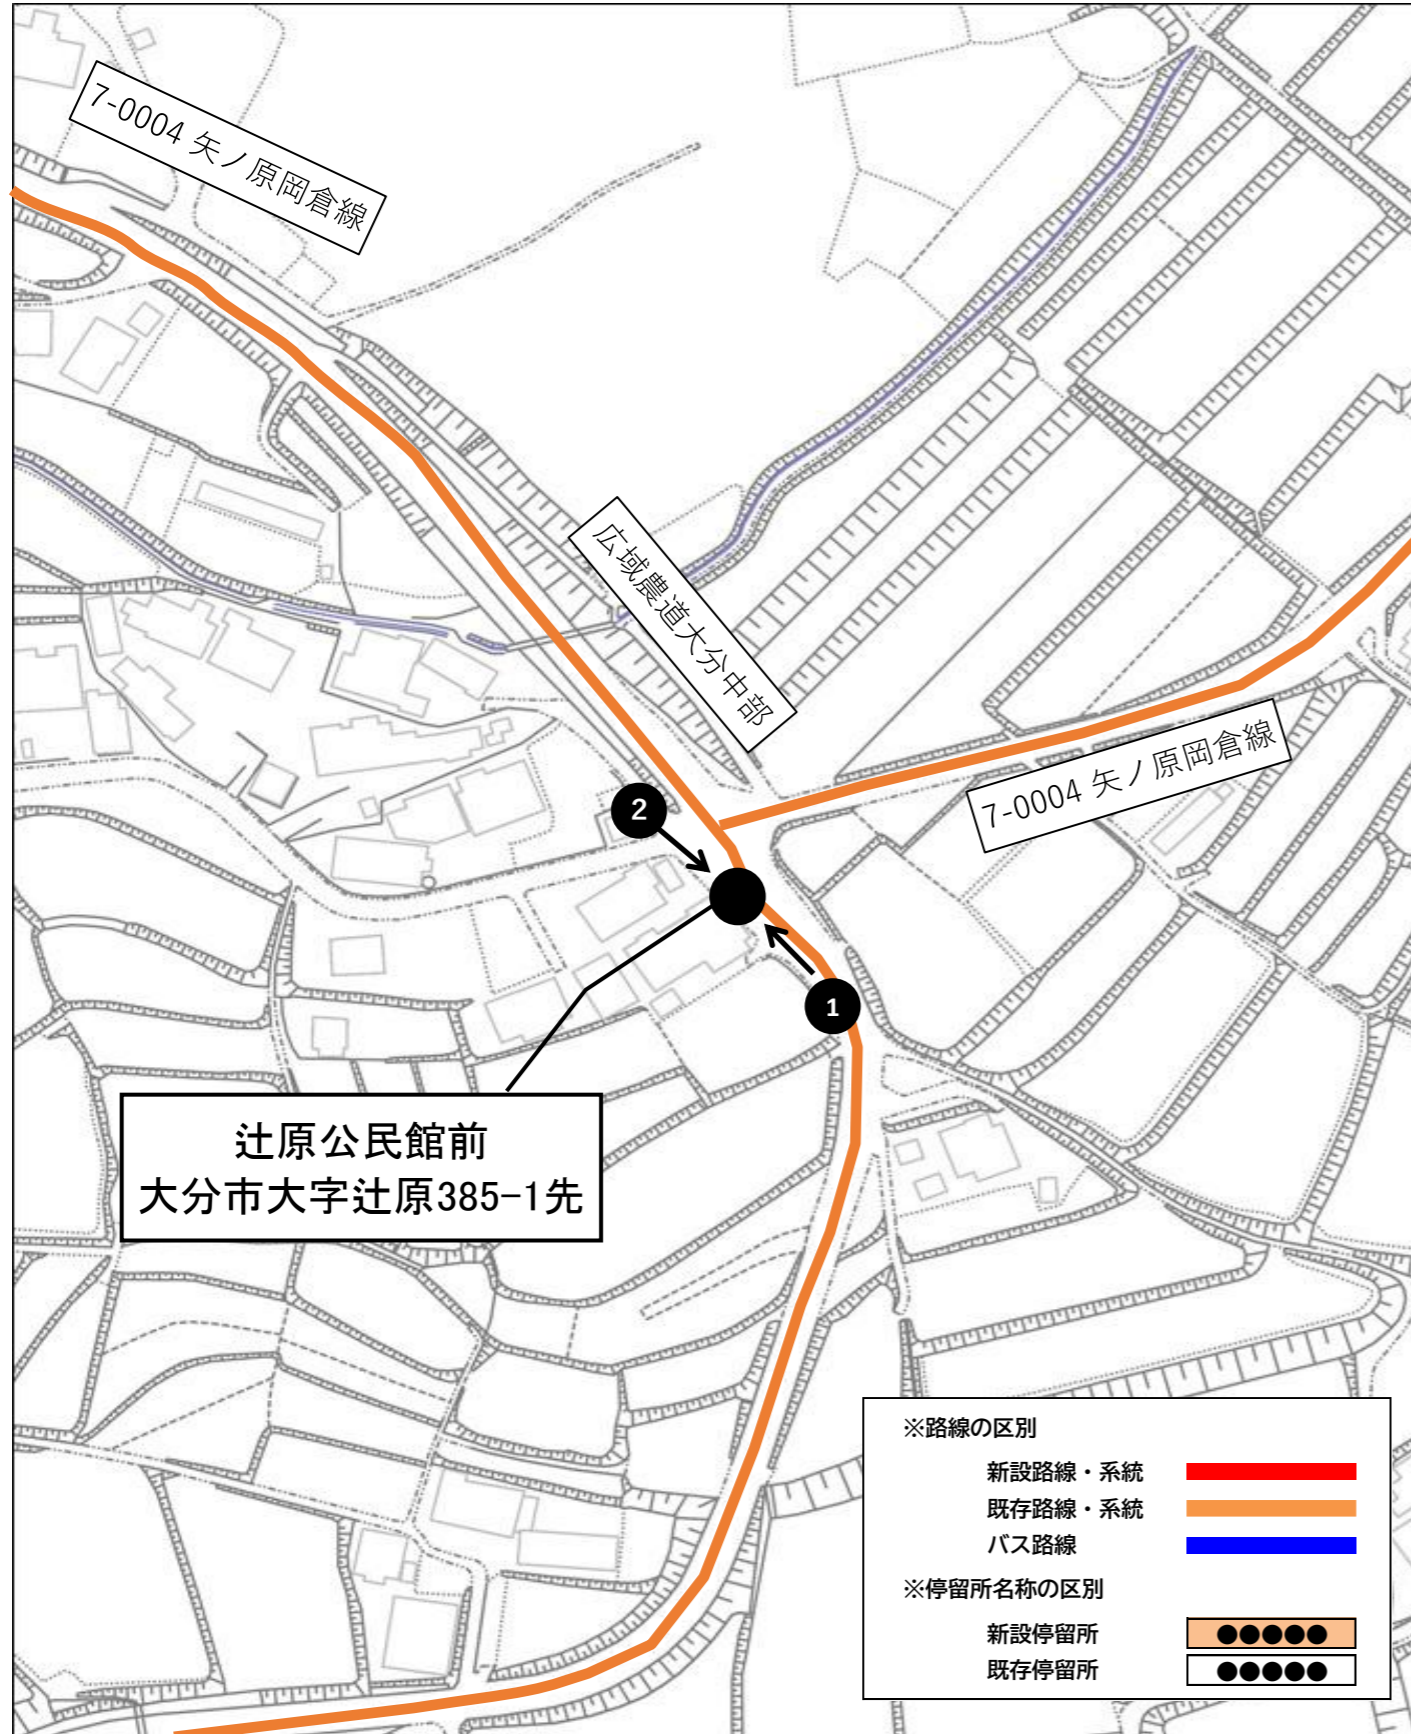 7-0004 矢ノ原岡倉線
広域農道大分中部
7-0004 矢ノ原岡倉線
2
1
辻原公民館前
大分市大字辻原385-1先
※路線の区別
新設路線・系統
既存路線・系統
バス路線
※停留所名称の区別
新設停留所 ●●●●●
既存停留所 ●●●●●